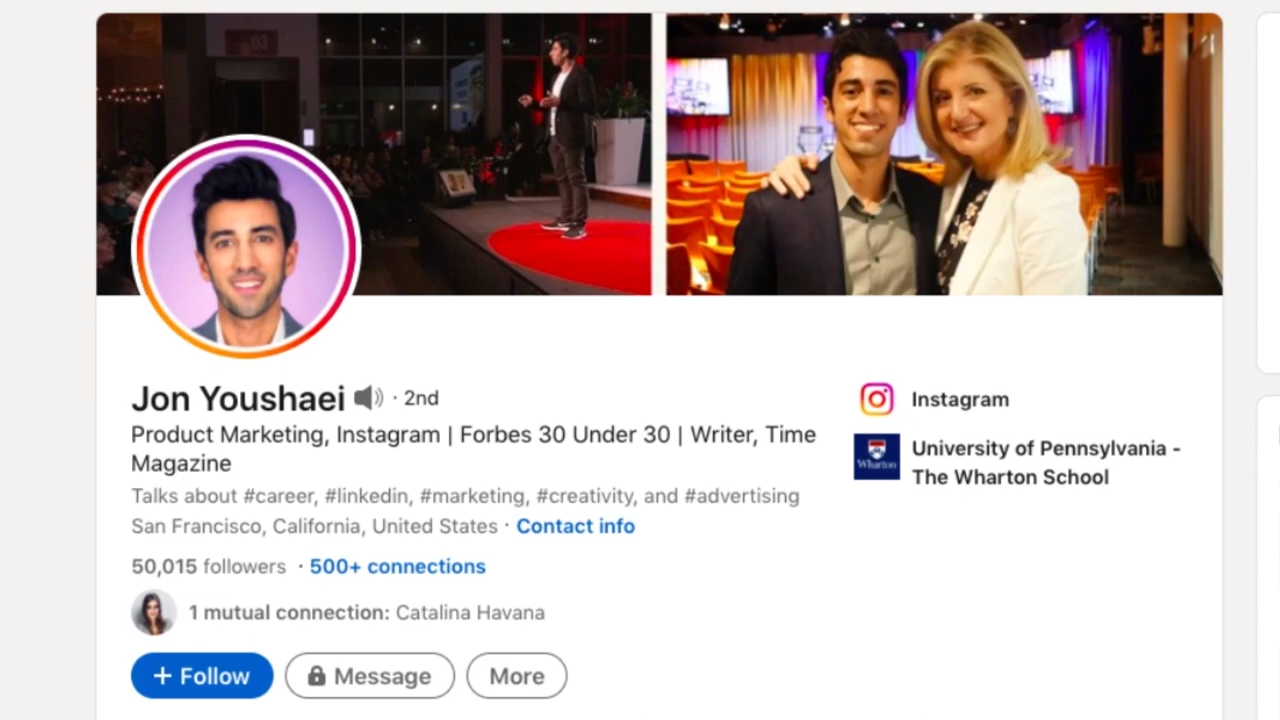 Jon Youshaei · 2nd
Product Marketing, Instagram | Forbes 30 Under 30 | Writer, Time
Magazine
Talks about #career, #linkedin, #marketing, #creativity, and #advertising
San Francisco, California, United States · Contact info
50,015 followers · 500+ connections
1 mutual connection: Catalina Havana
+ Follow
Message
More
Instagram
Wharton
University of Pennsylvania -
The Wharton School